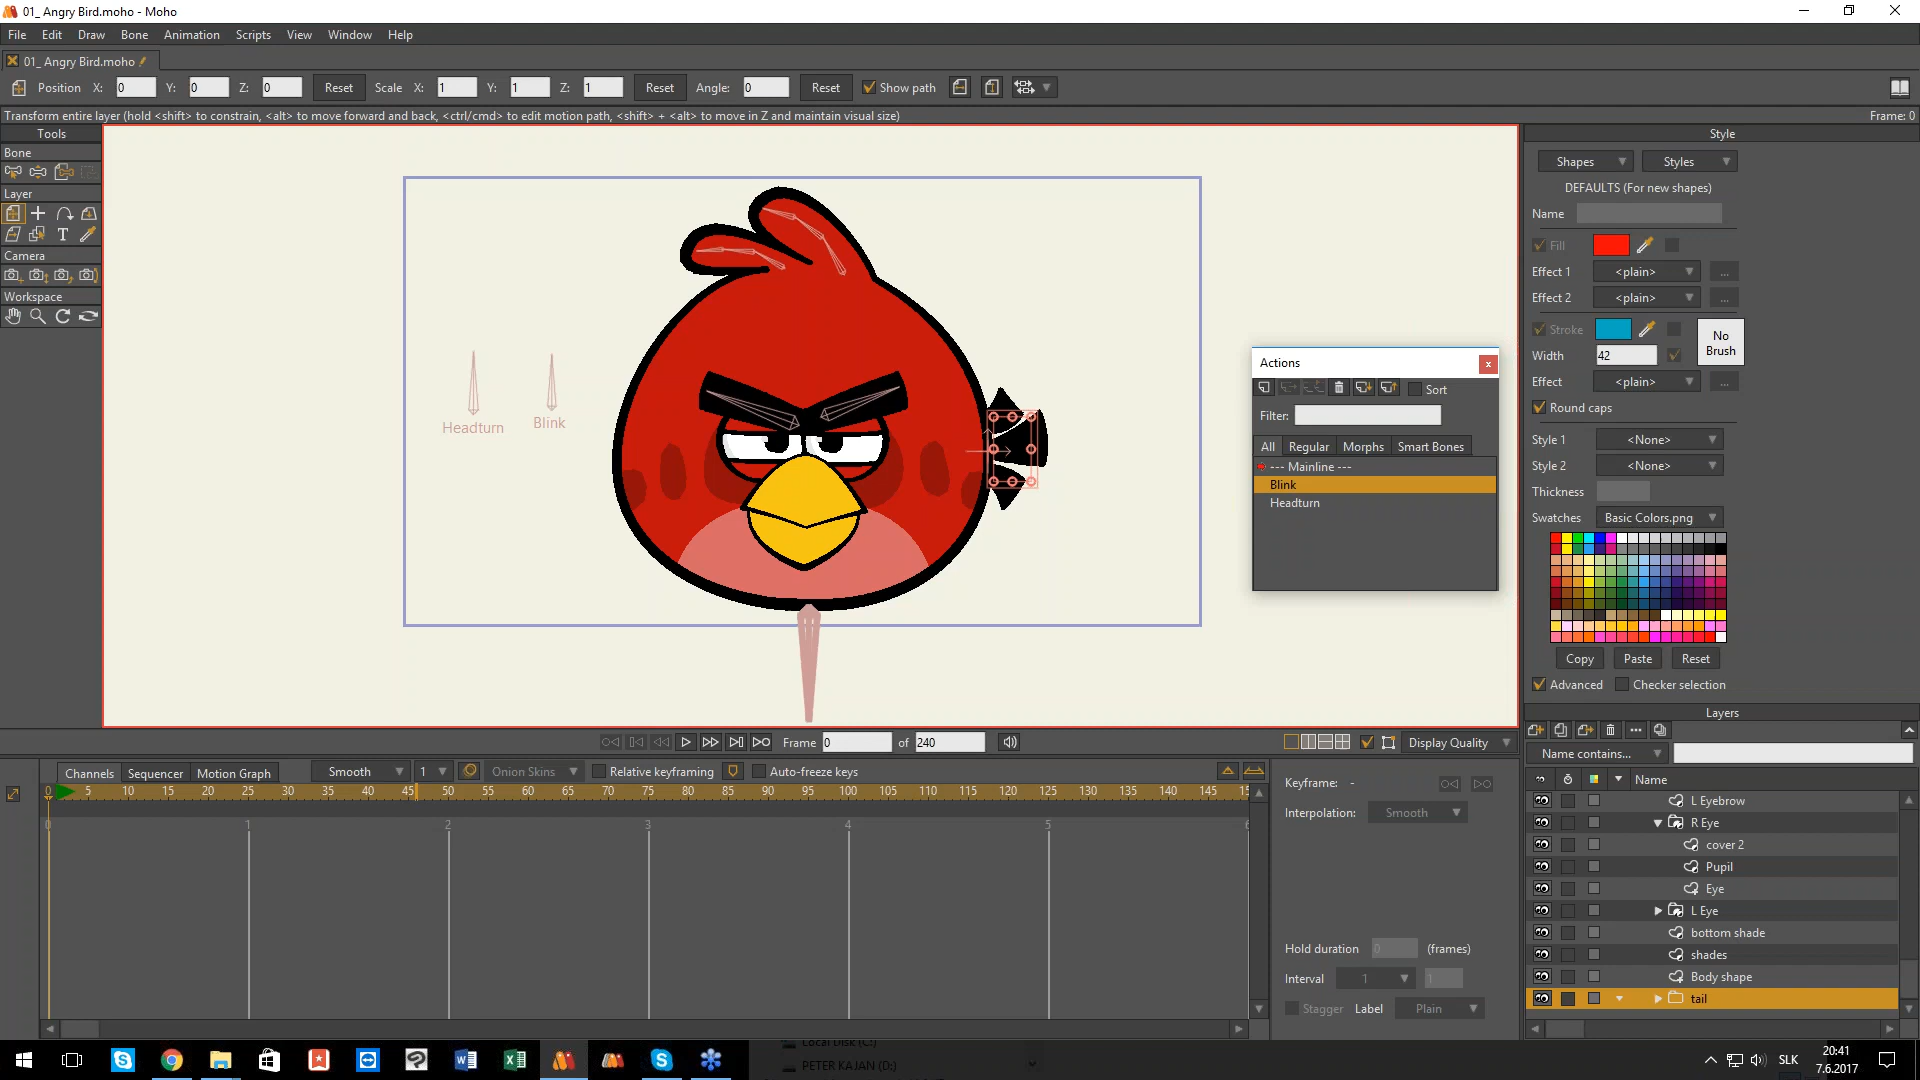 01_ Angry Bird.moho - Moho
File Edit Draw Bone Animation Scripts View Window Help
01_ Angry Bird.moho
Position X: 0 Y: 0 Z: 0 Reset Scale X: 1 Y: 1 Z: 1 Reset Angle: 0 Reset Show path
Transform entire layer (hold <shift> to constrain, <alt> to move forward and back, <ctrl/cmd> to edit motion path, <shift> + <alt> to move in Z and maintain visual size) Frame: 0
Tools
Bone
Layer
Camera
Workspace
Headturn
Blink
Actions
Sort
Filter:
All Regular Morphs Smart Bones
--- Mainline ---
Blink
Headturn
Style
Shapes Styles
DEFAULTS (For new shapes)
Name
Fill
Effect 1 <plain> ...
Effect 2 <plain> ...
Stroke
No Brush
Width 42
Effect <plain> ...
Round caps
Style 1 <None>
Style 2 <None>
Thickness
Swatches Basic Colors.png
Copy Paste Reset
Advanced Checker selection
Layers
Name contains...
Name
L Eyebrow
R Eye
cover 2
Pupil
Eye
L Eye
bottom shade
shades
Body shape
tail
Frame 0 of 240 Display Quality
Channels Sequencer Motion Graph Smooth 1 Onion Skins Relative keyframing Auto-freeze keys
0 5 10 15 20 25 30 35 40 45 50 55 60 65 70 75 80 85 90 95 100 105 110 115 120 125 130 135 140 145 15
0 1 2 3 4 5 6
Keyframe: -
Interpolation: Smooth
Hold duration 0 (frames)
Interval 1 1
Stagger Label Plain
Local Disk (C:)
PETER KAJAN (D:)
SLK
20:41
7.6.2017